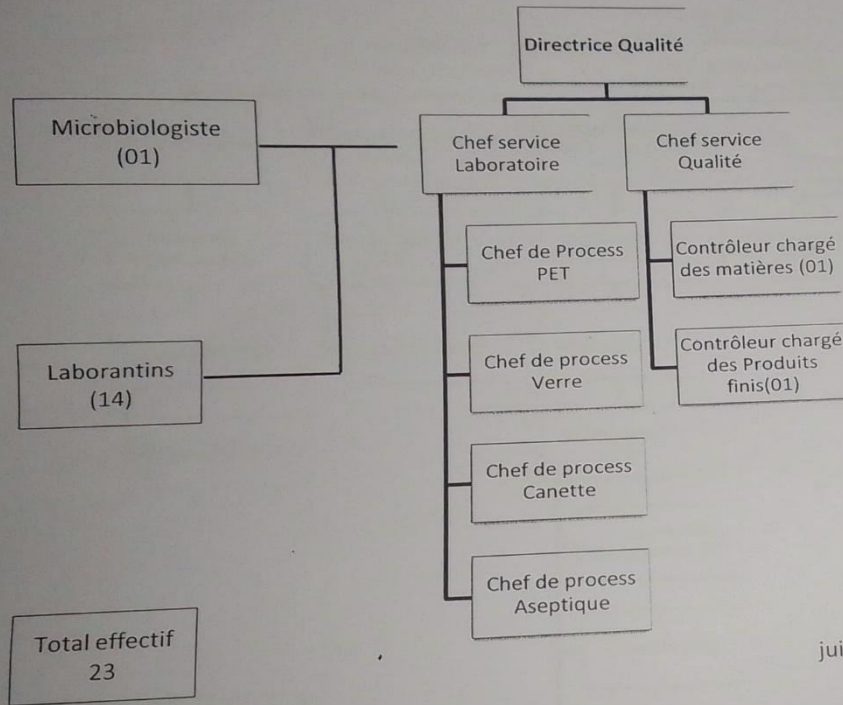 Directrice Qualité
Microbiologiste
(01)
Chef service
Laboratoire
Chef service
Qualité
Chef de Process
PET
Contrôleur chargé
des matières (01)
Laborantins
(14)
Chef de process
Verre
Contrôleur chargé
des Produits
finis(01)
Chef de process
Canette
Chef de process
Aseptique
Total effectif
23